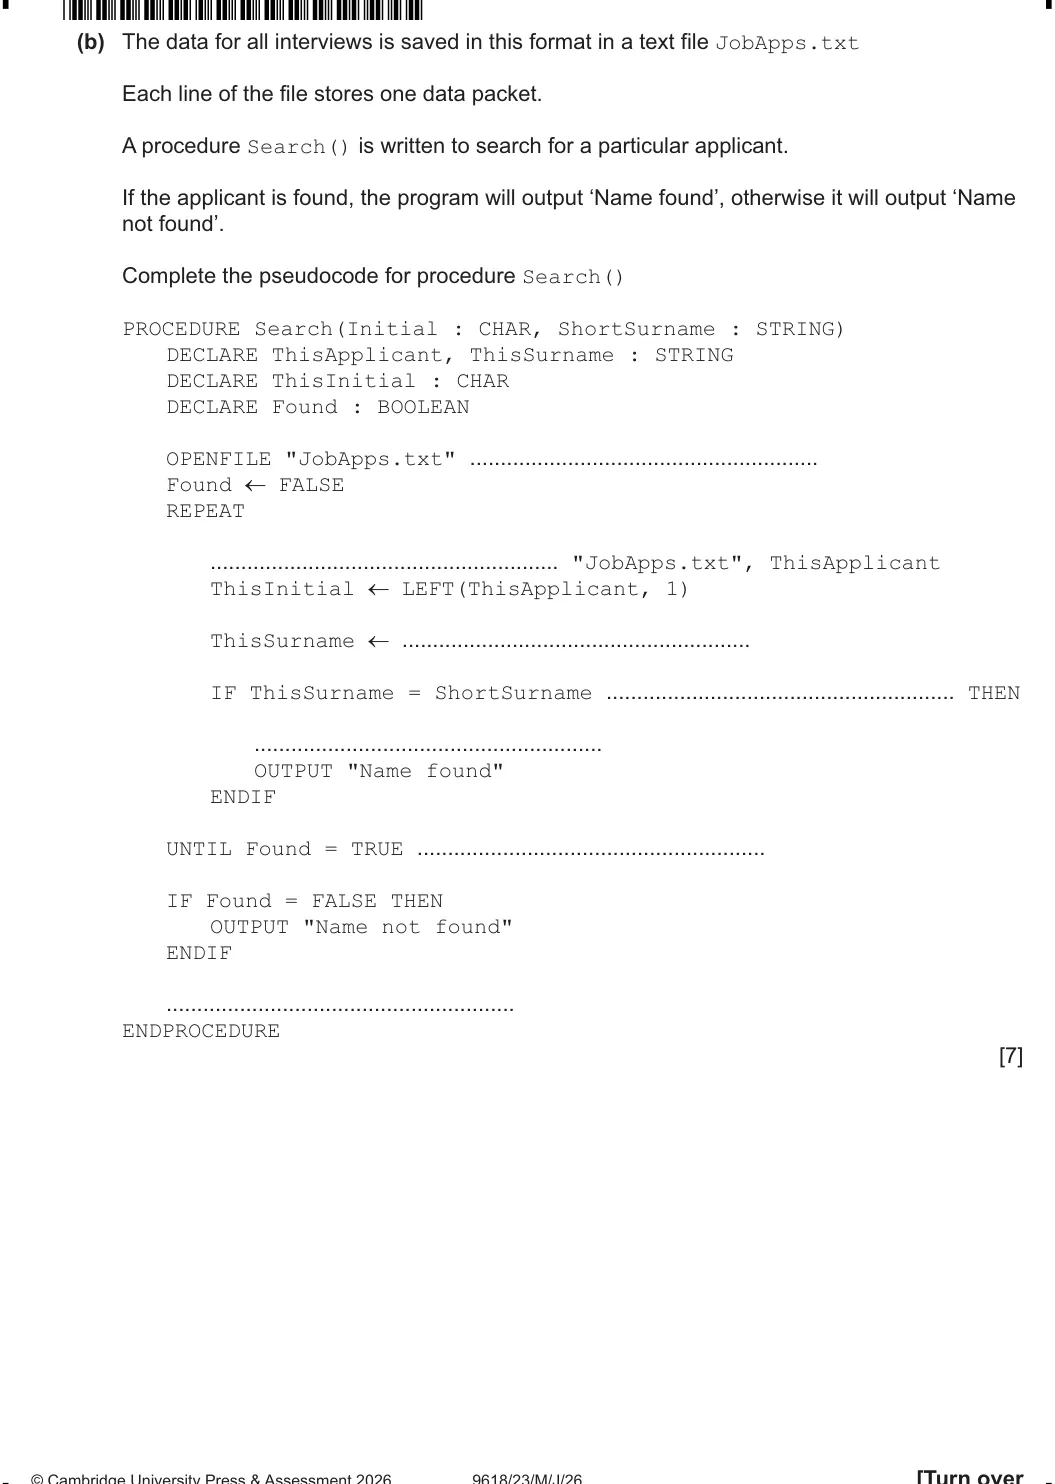 (b) The data for all interviews is saved in this format in a text file JobApps.txt
Each line of the file stores one data packet.
A procedure Search() is written to search for a particular applicant.
If the applicant is found, the program will output ‘Name found’, otherwise it will output ‘Name
not found’.
Complete the pseudocode for procedure Search()
PROCEDURE Search(Initial : CHAR, ShortSurname : STRING)
DECLARE ThisApplicant, ThisSurname : STRING
DECLARE ThisInitial : CHAR
DECLARE Found : BOOLEAN
OPENFILE "JobApps.txt" .........................................................
Found ← FALSE
REPEAT
......................................................... "JobApps.txt", ThisApplicant
ThisInitial ← LEFT(ThisApplicant, 1)
ThisSurname ← .........................................................
IF ThisSurname = ShortSurname ......................................................... THEN
.........................................................
OUTPUT "Name found"
ENDIF
UNTIL Found = TRUE .........................................................
IF Found = FALSE THEN
OUTPUT "Name not found"
ENDIF
.........................................................
ENDPROCEDURE
[7]
© Cambridge University Press & Assessment 2026 9618/23/M/J/26 [Turn over